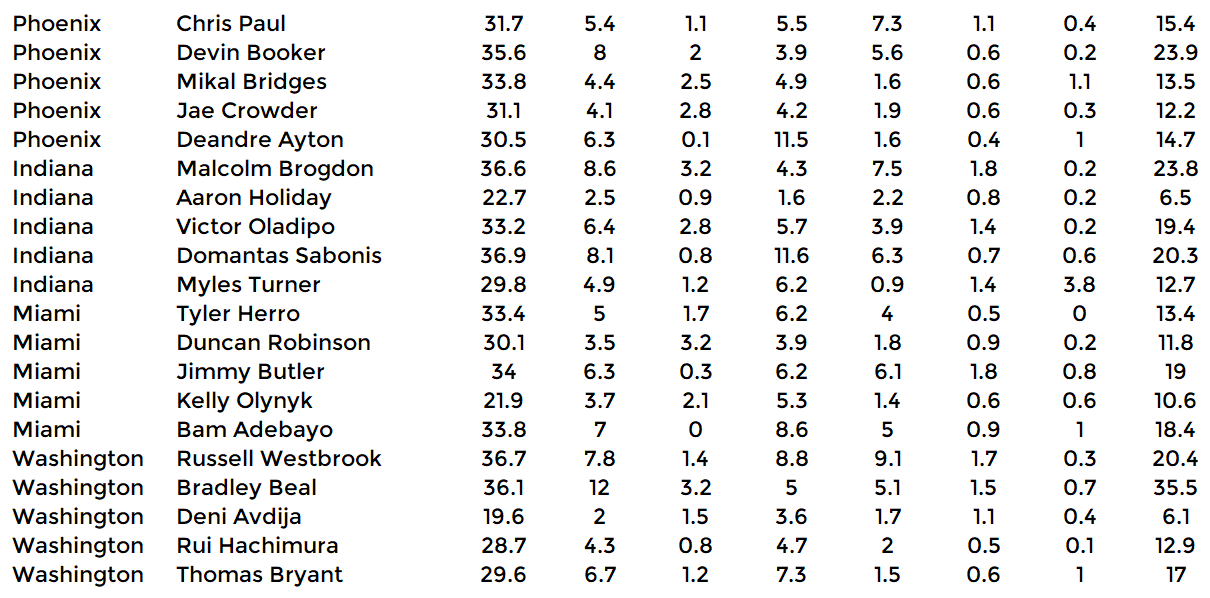 Phoenix Chris Paul 31.7 5.4 1.1 5.5 7.3 1.1 0.4 15.4
Phoenix Devin Booker 35.6 8 2 3.9 5.6 0.6 0.2 23.9
Phoenix Mikal Bridges 33.8 4.4 2.5 4.9 1.6 0.6 1.1 13.5
Phoenix Jae Crowder 31.1 4.1 2.8 4.2 1.9 0.6 0.3 12.2
Phoenix Deandre Ayton 30.5 6.3 0.1 11.5 1.6 0.4 1 14.7
Indiana Malcolm Brogdon 36.6 8.6 3.2 4.3 7.5 1.8 0.2 23.8
Indiana Aaron Holiday 22.7 2.5 0.9 1.6 2.2 0.8 0.2 6.5
Indiana Victor Oladipo 33.2 6.4 2.8 5.7 3.9 1.4 0.2 19.4
Indiana Domantas Sabonis 36.9 8.1 0.8 11.6 6.3 0.7 0.6 20.3
Indiana Myles Turner 29.8 4.9 1.2 6.2 0.9 1.4 3.8 12.7
Miami Tyler Herro 33.4 5 1.7 6.2 4 0.5 0 13.4
Miami Duncan Robinson 30.1 3.5 3.2 3.9 1.8 0.9 0.2 11.8
Miami Jimmy Butler 34 6.3 0.3 6.2 6.1 1.8 0.8 19
Miami Kelly Olynyk 21.9 3.7 2.1 5.3 1.4 0.6 0.6 10.6
Miami Bam Adebayo 33.8 7 0 8.6 5 0.9 1 18.4
Washington Russell Westbrook 36.7 7.8 1.4 8.8 9.1 1.7 0.3 20.4
Washington Bradley Beal 36.1 12 3.2 5 5.1 1.5 0.7 35.5
Washington Deni Avdija 19.6 2 1.5 3.6 1.7 1.1 0.4 6.1
Washington Rui Hachimura 28.7 4.3 0.8 4.7 2 0.5 0.1 12.9
Washington Thomas Bryant 29.6 6.7 1.2 7.3 1.5 0.6 1 17